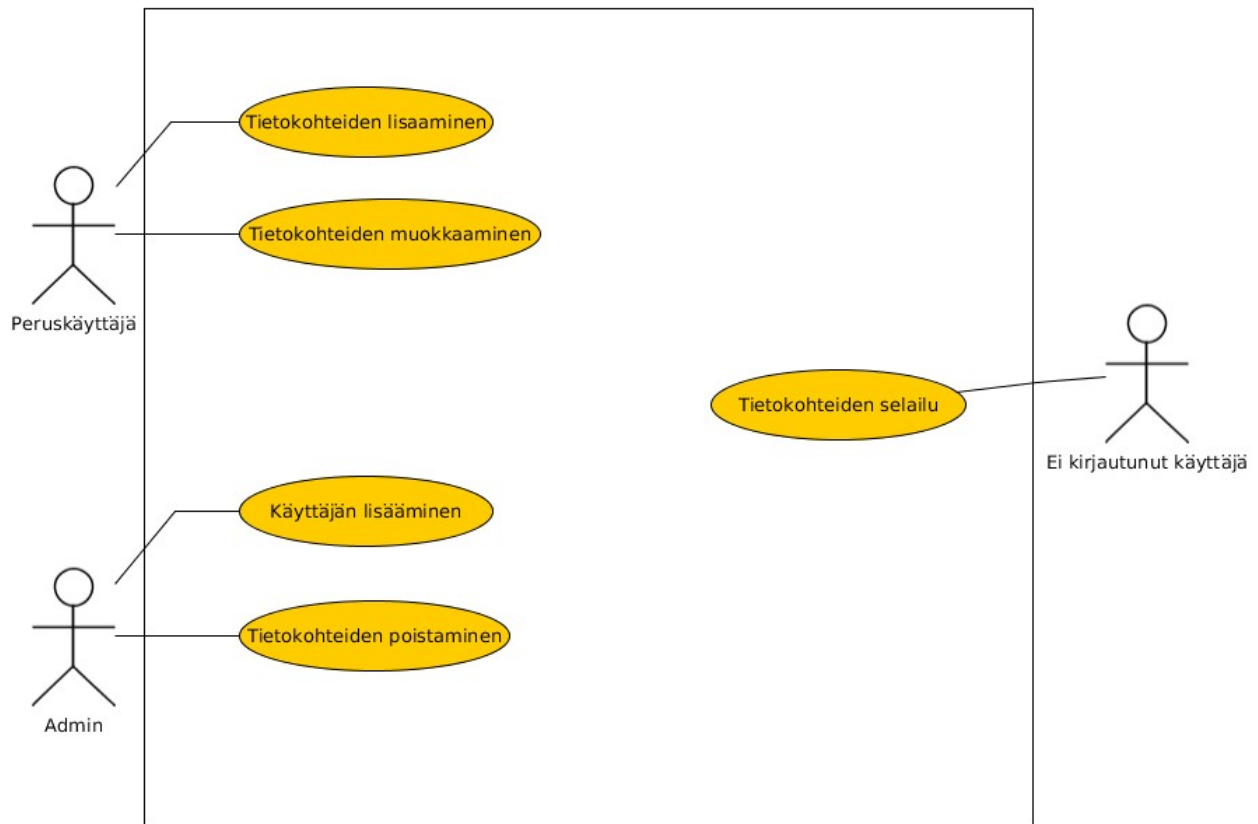 Tietokohteiden lisaaminen
Tietokohteiden muokkaaminen
Peruskäyttäjä
Tietokohteiden selailu
Ei kirjautunut käyttäjä
Käyttäjän lisääminen
Tietokohteiden poistaminen
Admin